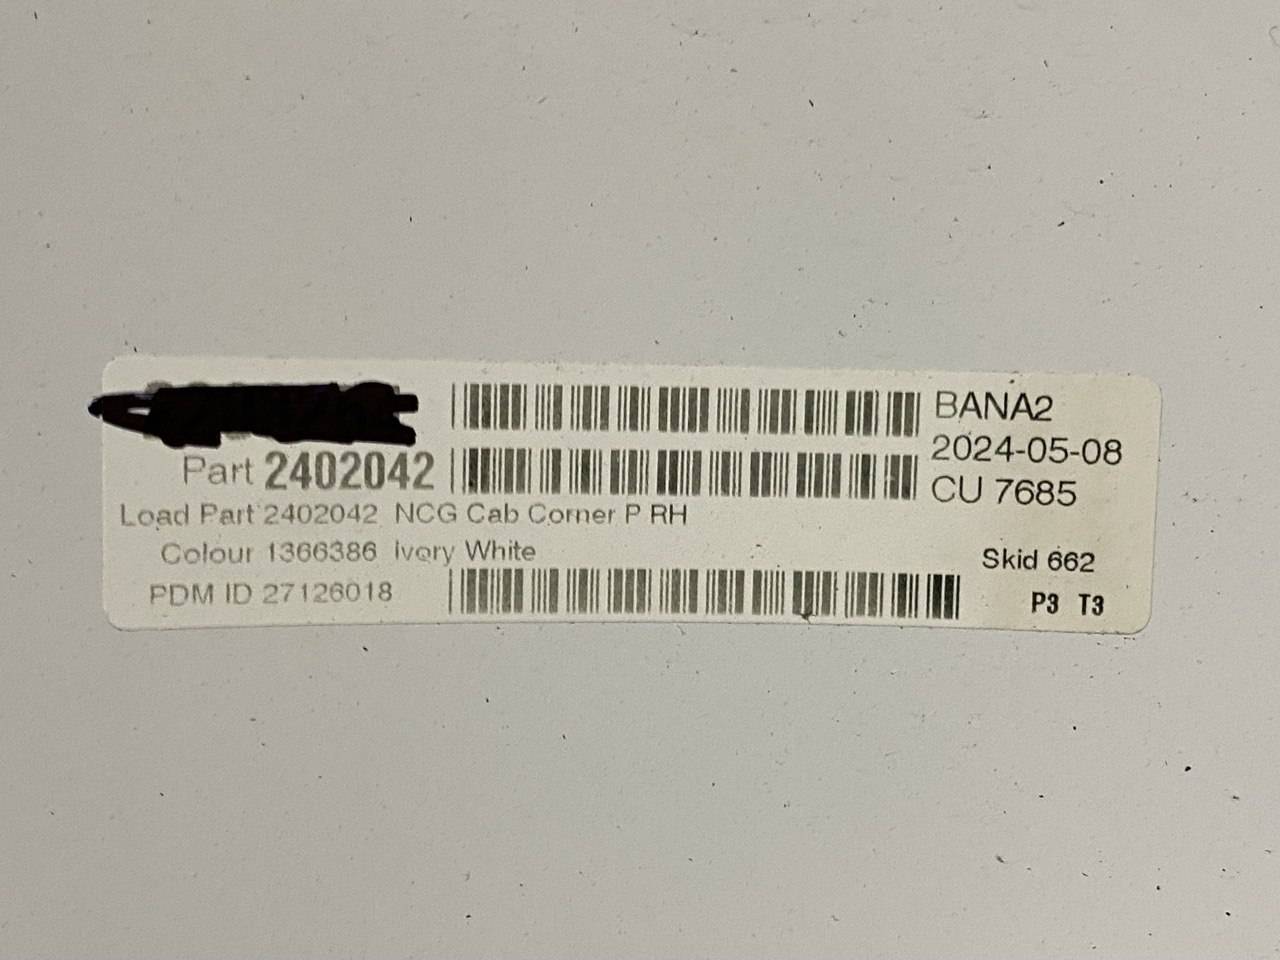 BANA2
2024-05-08
Part 2402042
CU 7685
Load Part 2402042 NCG Cab Corner P RH
Colour 1366386 Ivory White
Skid 662
PDM ID 27126018
P3 T3